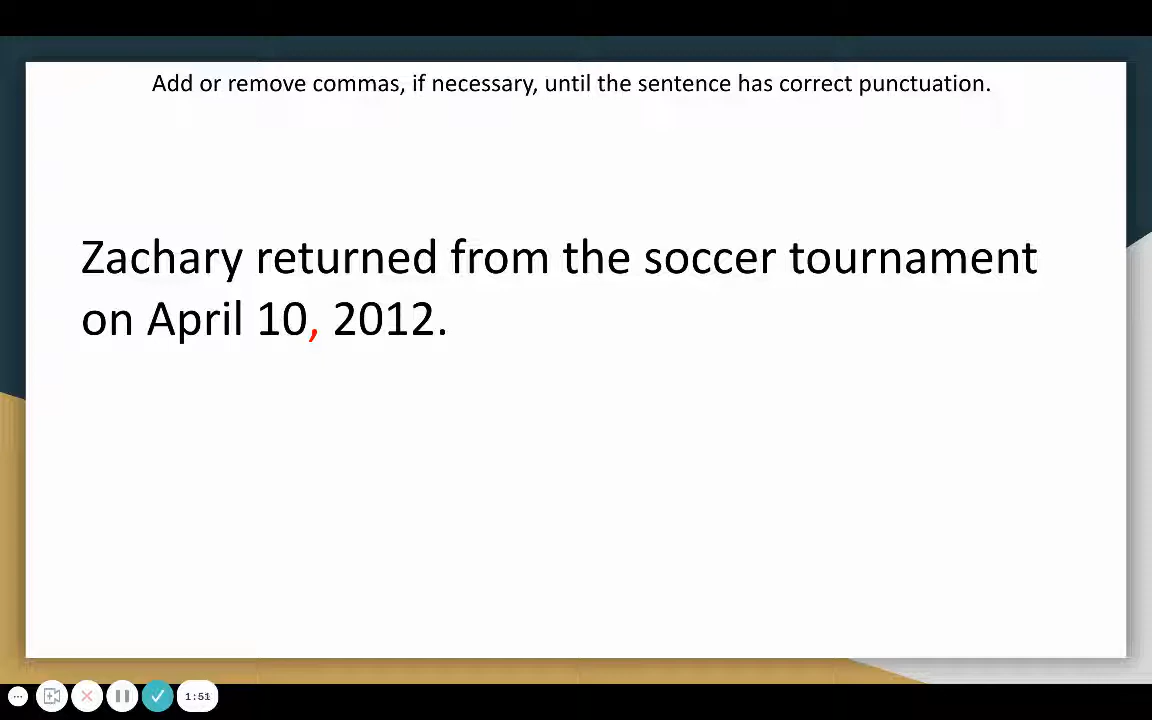 Add or remove commas, if necessary, until the sentence has correct punctuation.
Zachary returned from the soccer tournament
on April 10, 2012.
1:51